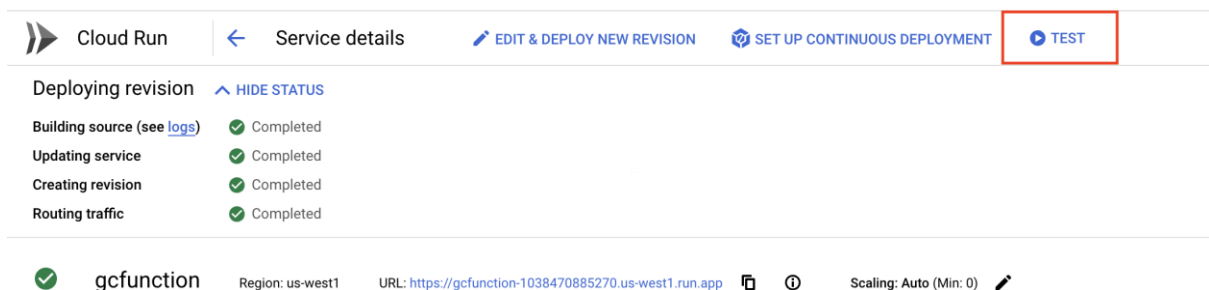 Cloud Run Service details EDIT & DEPLOY NEW REVISION SET UP CONTINUOUS DEPLOYMENT TEST
Deploying revision HIDE STATUS
Building source (see logs) Completed
Updating service Completed
Creating revision Completed
Routing traffic Completed
gcfunction Region: us-west1 URL: https://gcfunction-1038470885270.us-west1.run.app Scaling: Auto (Min: 0)